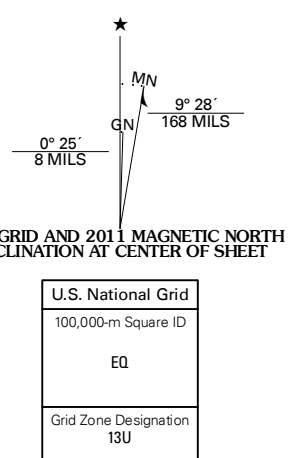 ★
MN
GN
9° 28´
168 MILS
0° 25´
8 MILS
GRID AND 2011 MAGNETIC NORTH
CLINATION AT CENTER OF SHEET
U.S. National Grid
100,000-m Square ID
EQ
Grid Zone Designation
13U